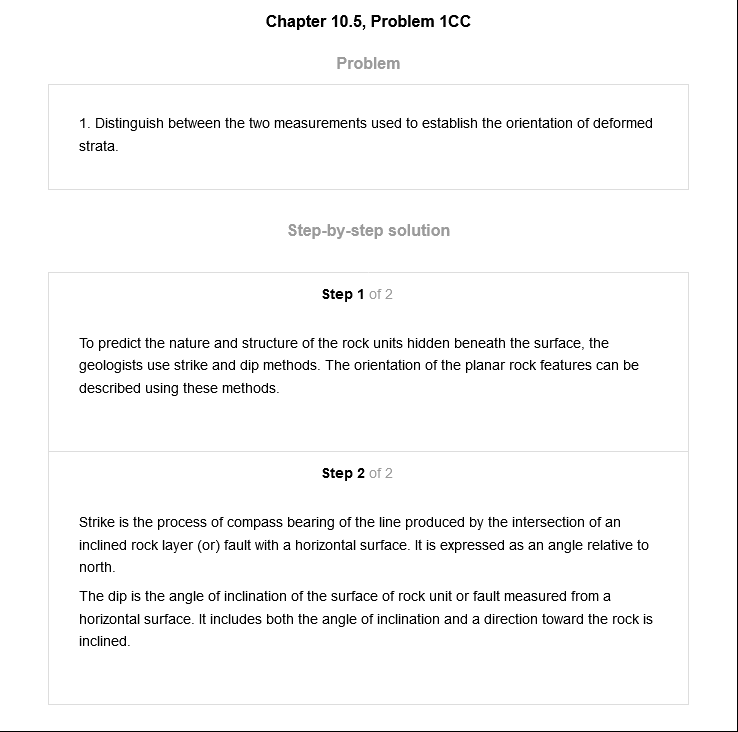 Chapter 10.5, Problem 1CC
Problem
1. Distinguish between the two measurements used to establish the orientation of deformed
strata.
Step-by-step solution
Step 1 of 2
To predict the nature and structure of the rock units hidden beneath the surface, the
geologists use strike and dip methods. The orientation of the planar rock features can be
described using these methods.
Step 2 of 2
Strike is the process of compass bearing of the line produced by the intersection of an
inclined rock layer (or) fault with a horizontal surface. It is expressed as an angle relative to
north.
The dip is the angle of inclination of the surface of rock unit or fault measured from a
horizontal surface. It includes both the angle of inclination and a direction toward the rock is
inclined.